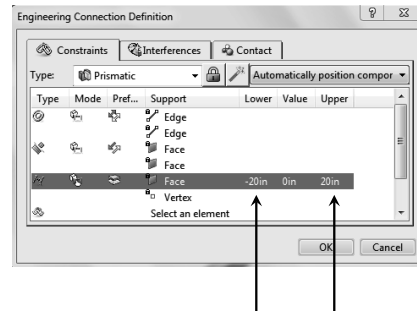 Engineering Connection Definition
Constraints Interferences Contact
Type: Prismatic Automatically position compor
Type Mode Pref... Support Lower Value Upper
Edge
Edge
Face
Face
Face -20in 0in 20in
Vertex
Select an element
OK Cancel